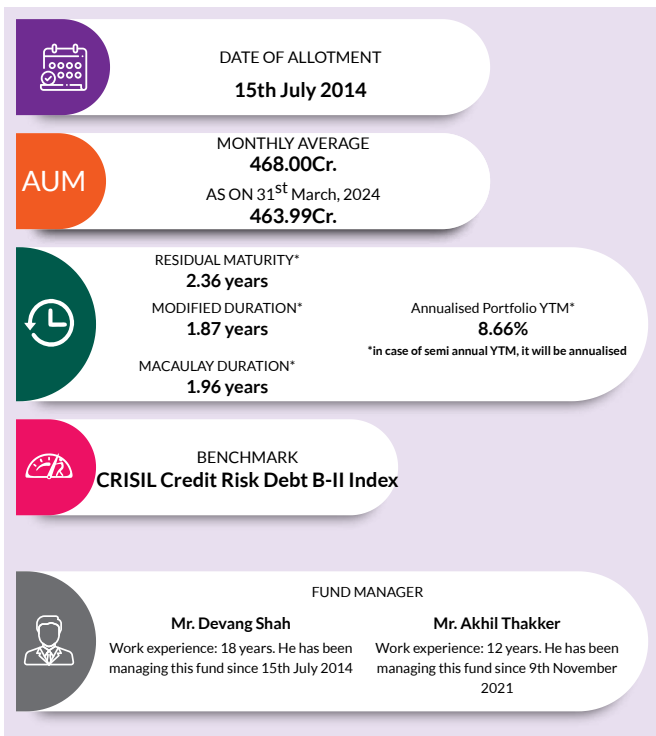 DATE OF ALLOTMENT
15th July 2014
AUM
MONTHLY AVERAGE
468.00Cr.
AS ON 31st March, 2024
463.99Cr.
RESIDUAL MATURITY*
2.36 years
MODIFIED DURATION*
1.87 years
MACAULAY DURATION*
1.96 years
Annualised Portfolio YTM*
8.66%
*in case of semi annual YTM, it will be annualised
BENCHMARK
CRISIL Credit Risk Debt B-II Index
FUND MANAGER
Mr. Devang Shah
Work experience: 18 years. He has been
managing this fund since 15th July 2014
Mr. Akhil Thakker
Work experience: 12 years. He has been
managing this fund since 9th November
2021